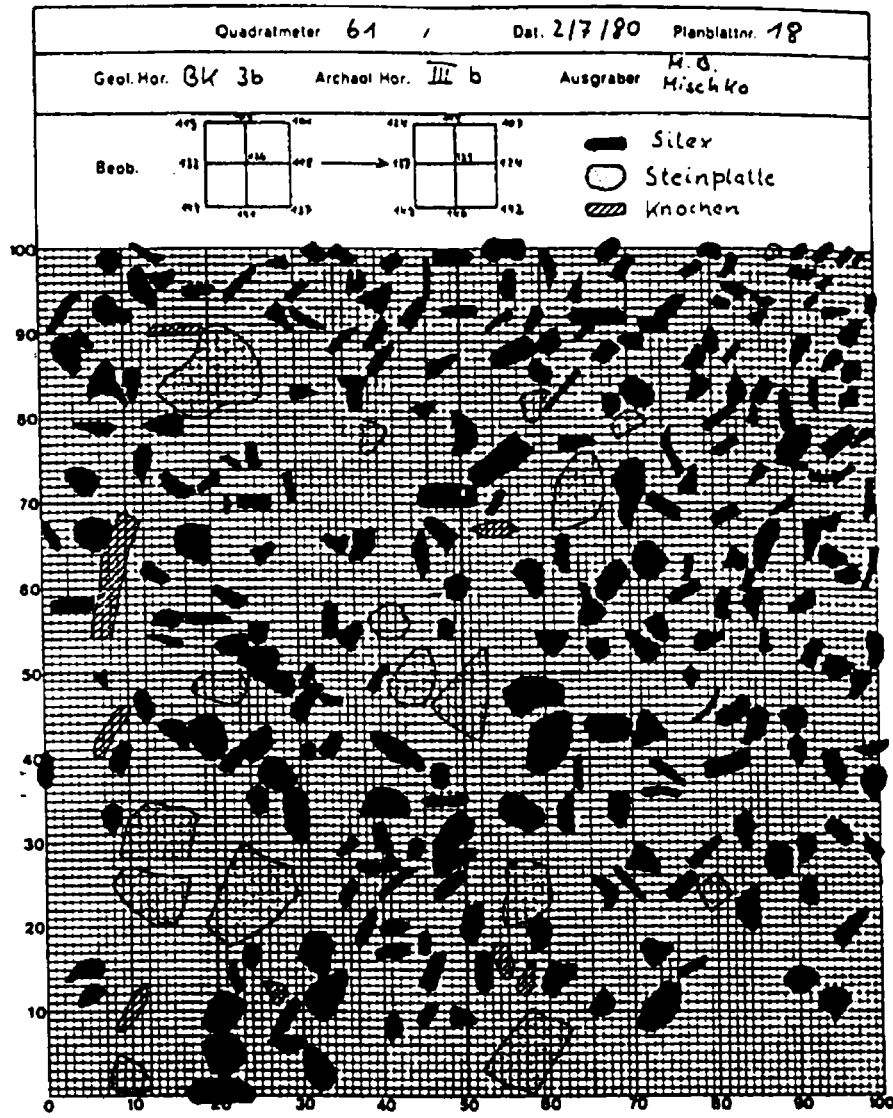 Quadratmeter 61 , Dat. 2/7/80 Planblattnr. 18
Geol. Hor. BK 3b Archäol Hor. III b Ausgräber H.B. Mischko
Beob.
Silex
Steinplatte
Knochen
100
90
80
70
60
50
40
30
20
10
0 10 20 30 40 50 60 70 80 90 100